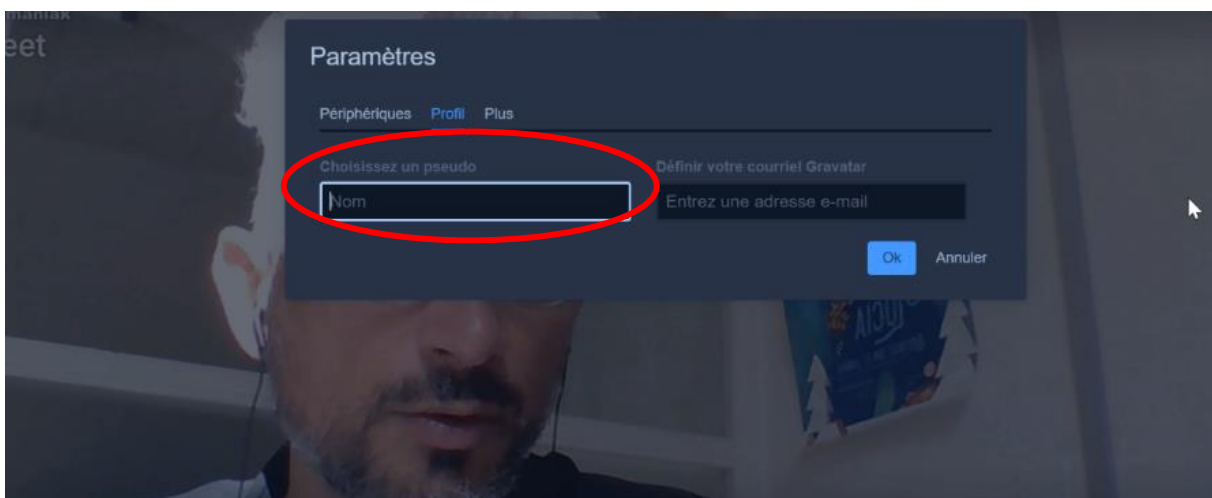 eet
Paramètres
Périphériques Profil Plus
Choisissez un pseudo Définir votre courriel Gravatar
Nom Entrez une adresse e-mail
Ok Annuler